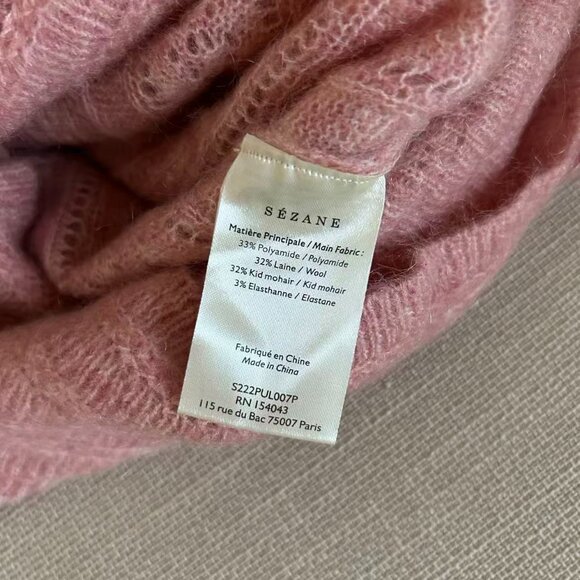 SÉZANE
Matière Principale / Main Fabric :
33% Polyamide / Polyamide
32% Laine / Wool
32% Kid mohair / Kid mohair
3% Elasthanne / Elastane
Fabriqué en Chine
Made in China
S222PUL007P
RN 154043
115 rue du Bac 75007 Paris